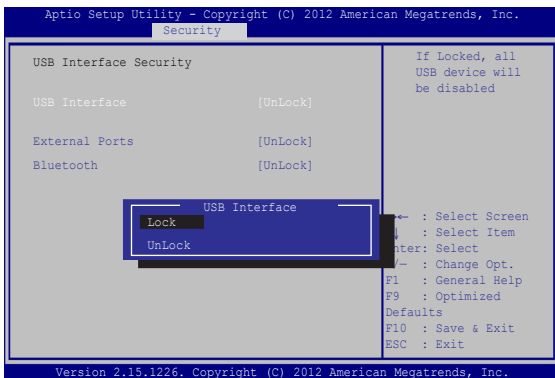 Aptio Setup Utility - Copyright (C) 2012 American Megatrends, Inc.
Security
USB Interface Security
USB Interface [UnLock]
External Ports [UnLock]
Bluetooth [UnLock]
If Locked, all
USB device will
be disabled
USB Interface
Lock
UnLock
← : Select Screen
: Select Item
nter: Select
/— : Change Opt.
F1 : General Help
F9 : Optimized
Defaults
F10 : Save & Exit
ESC : Exit
Version 2.15.1226. Copyright (C) 2012 American Megatrends, Inc.